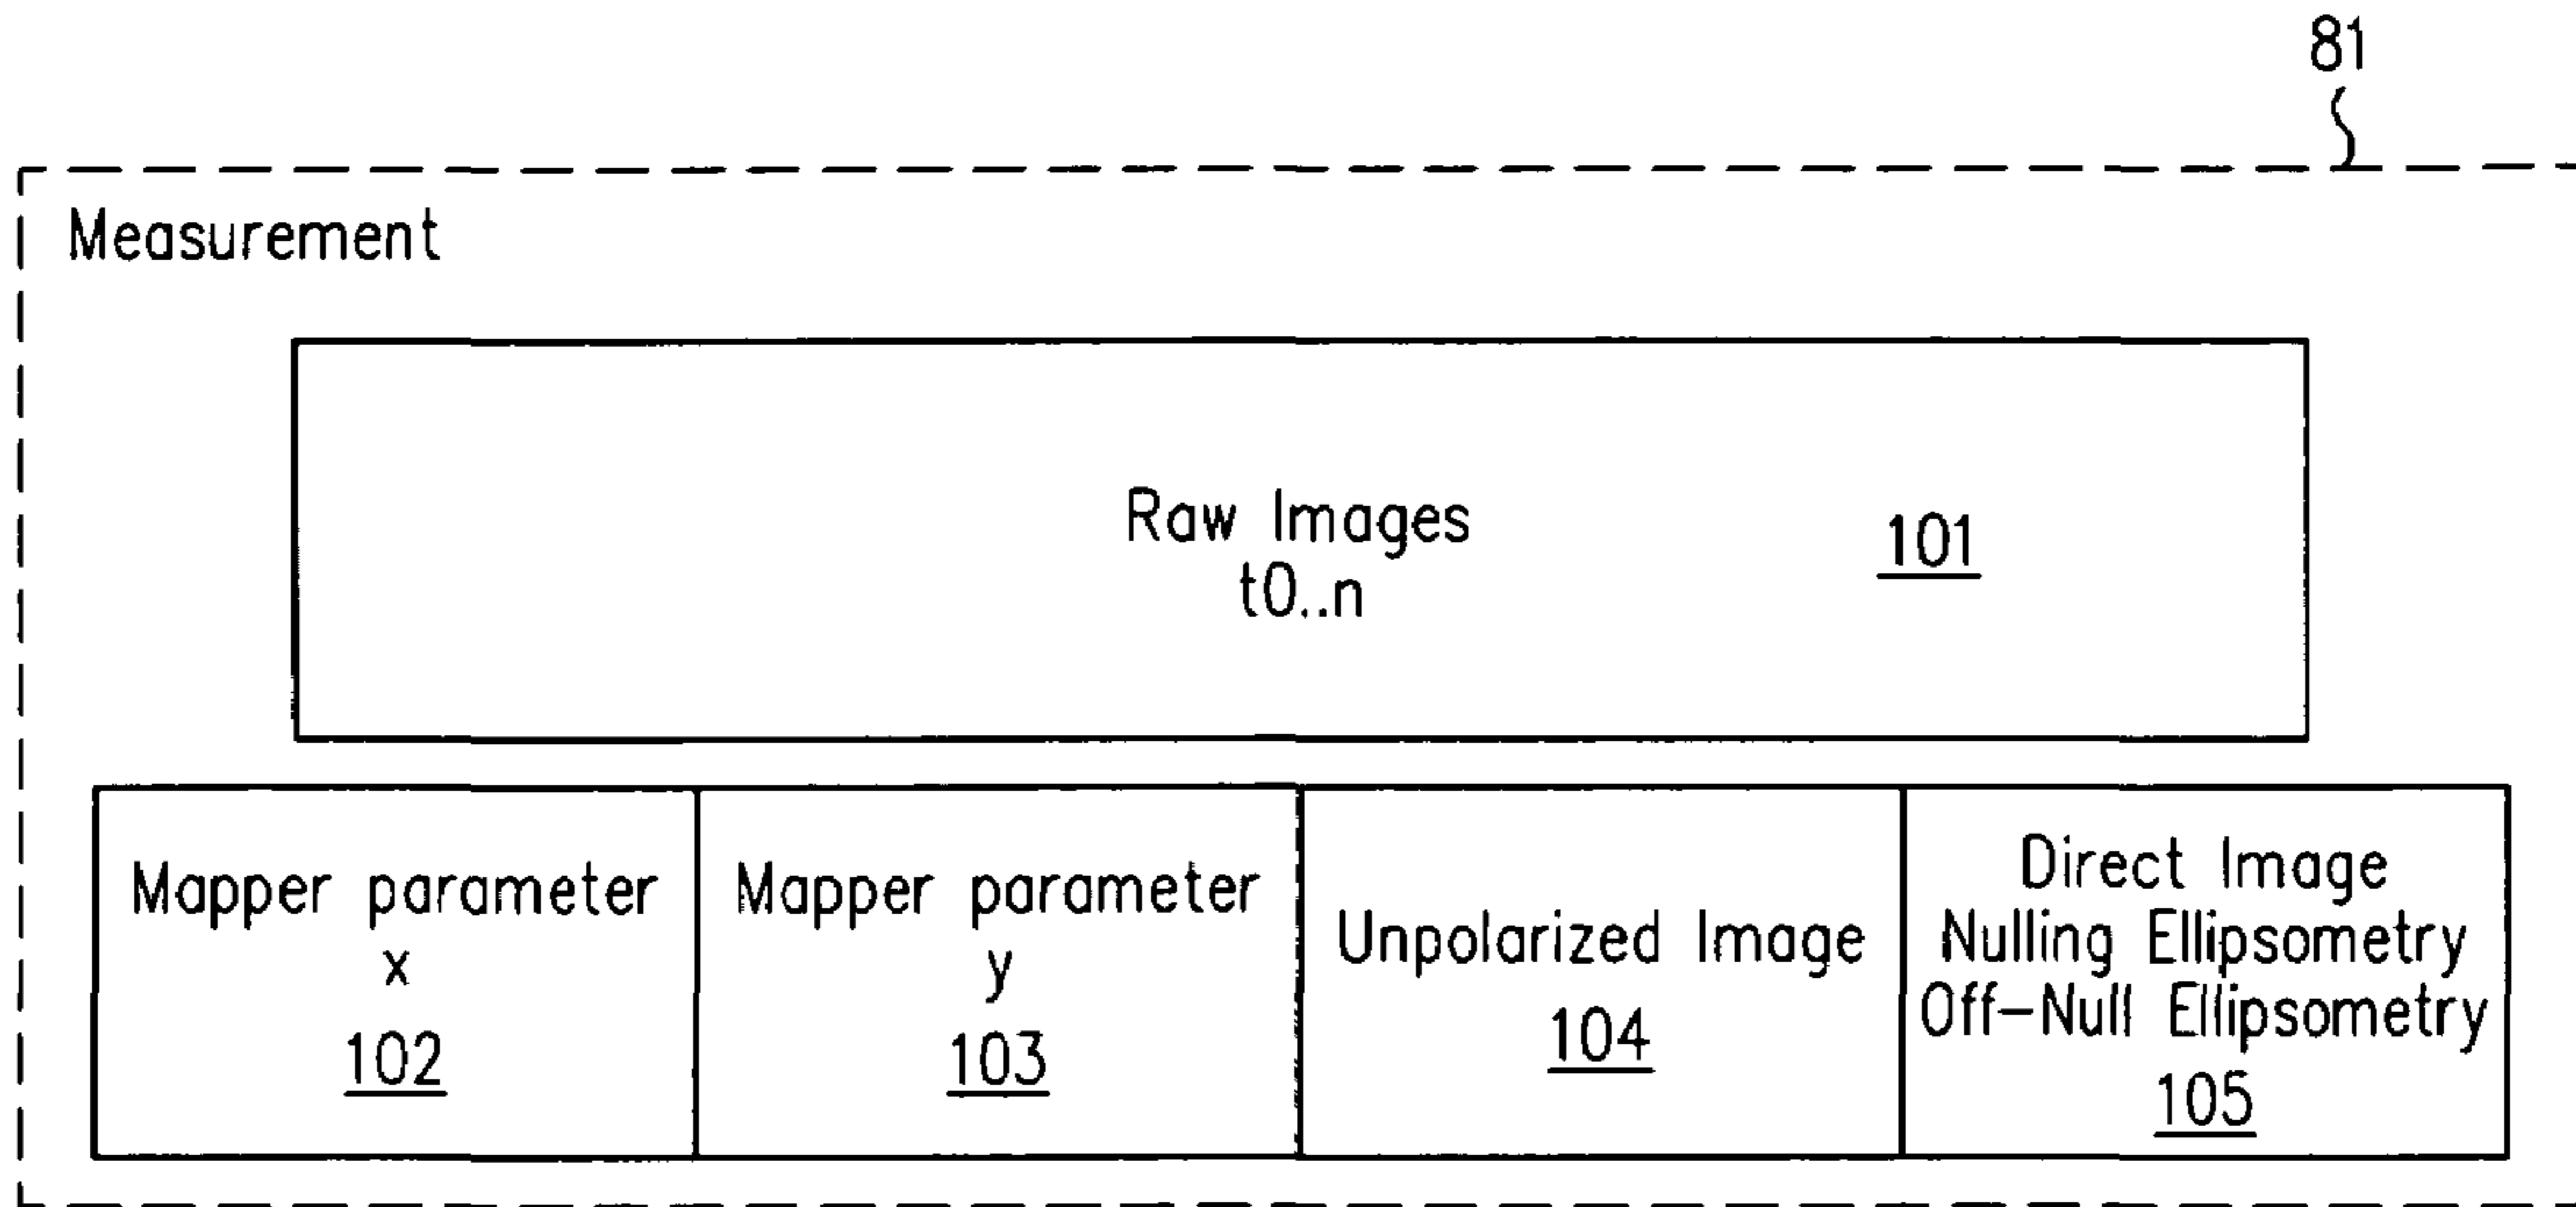 81
Measurement
Raw Images
t0..n
101
Mapper parameter
x
102
Mapper parameter
y
103
Unpolarized Image
104
Direct Image
Nulling Ellipsometry
Off-Null Ellipsometry
105